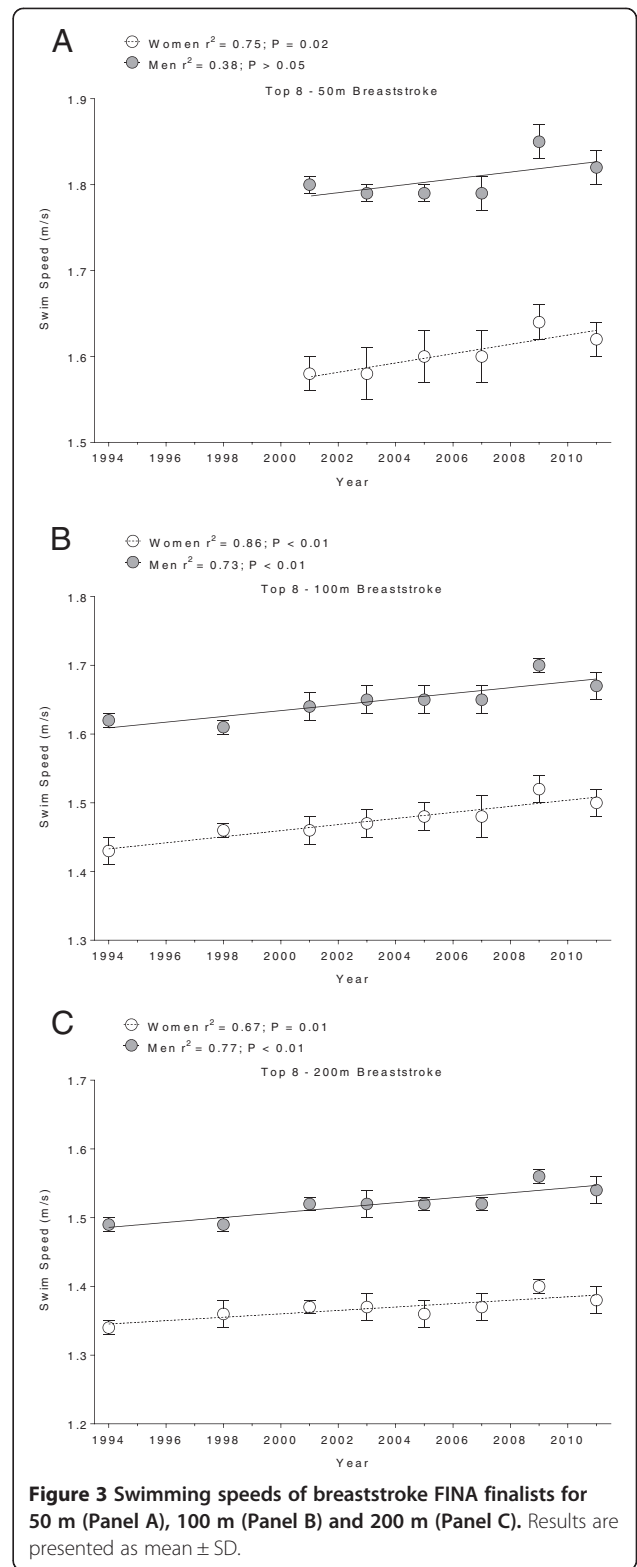 A
Women r² = 0.75; P = 0.02
Men r² = 0.38; P > 0.05
Top 8 - 50m Breaststroke
1.9
1.8
1.7
1.6
1.5
Swim Speed (m/s)
1994 1996 1998 2000 2002 2004 2006 2008 2010
Year
B
Women r² = 0.86; P < 0.01
Men r² = 0.73; P < 0.01
Top 8 - 100m Breaststroke
1.8
1.7
1.6
1.5
1.4
1.3
Swim Speed (m/s)
1994 1996 1998 2000 2002 2004 2006 2008 2010
Year
C
Women r² = 0.67; P = 0.01
Men r² = 0.77; P < 0.01
Top 8 - 200m Breaststroke
1.7
1.6
1.5
1.4
1.3
1.2
Swim Speed (m/s)
1994 1996 1998 2000 2002 2004 2006 2008 2010
Year
Figure 3 Swimming speeds of breaststroke FINA finalists for
50 m (Panel A), 100 m (Panel B) and 200 m (Panel C). Results are
presented as mean ± SD.